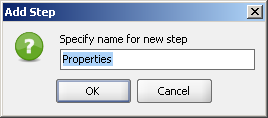 Add Step
Specify name for new step
Properties
OK
Cancel